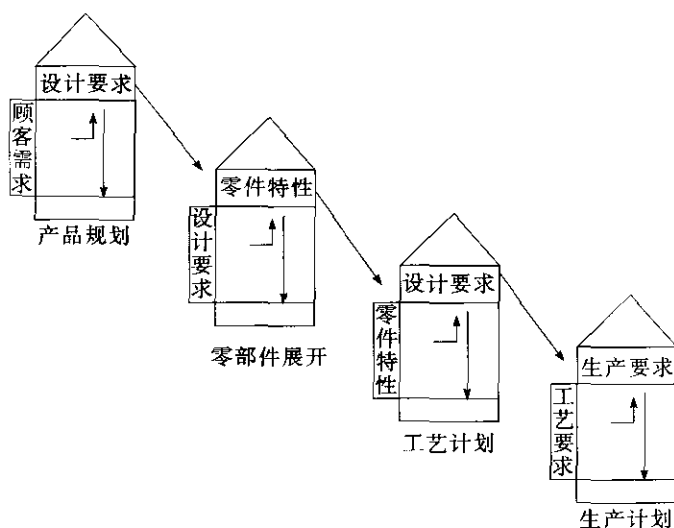 设计要求
顾客需求
产品规划
零件特性
设计要求
零部件展开
设计要求
零件特性
工艺计划
生产要求
工艺要求
生产计划